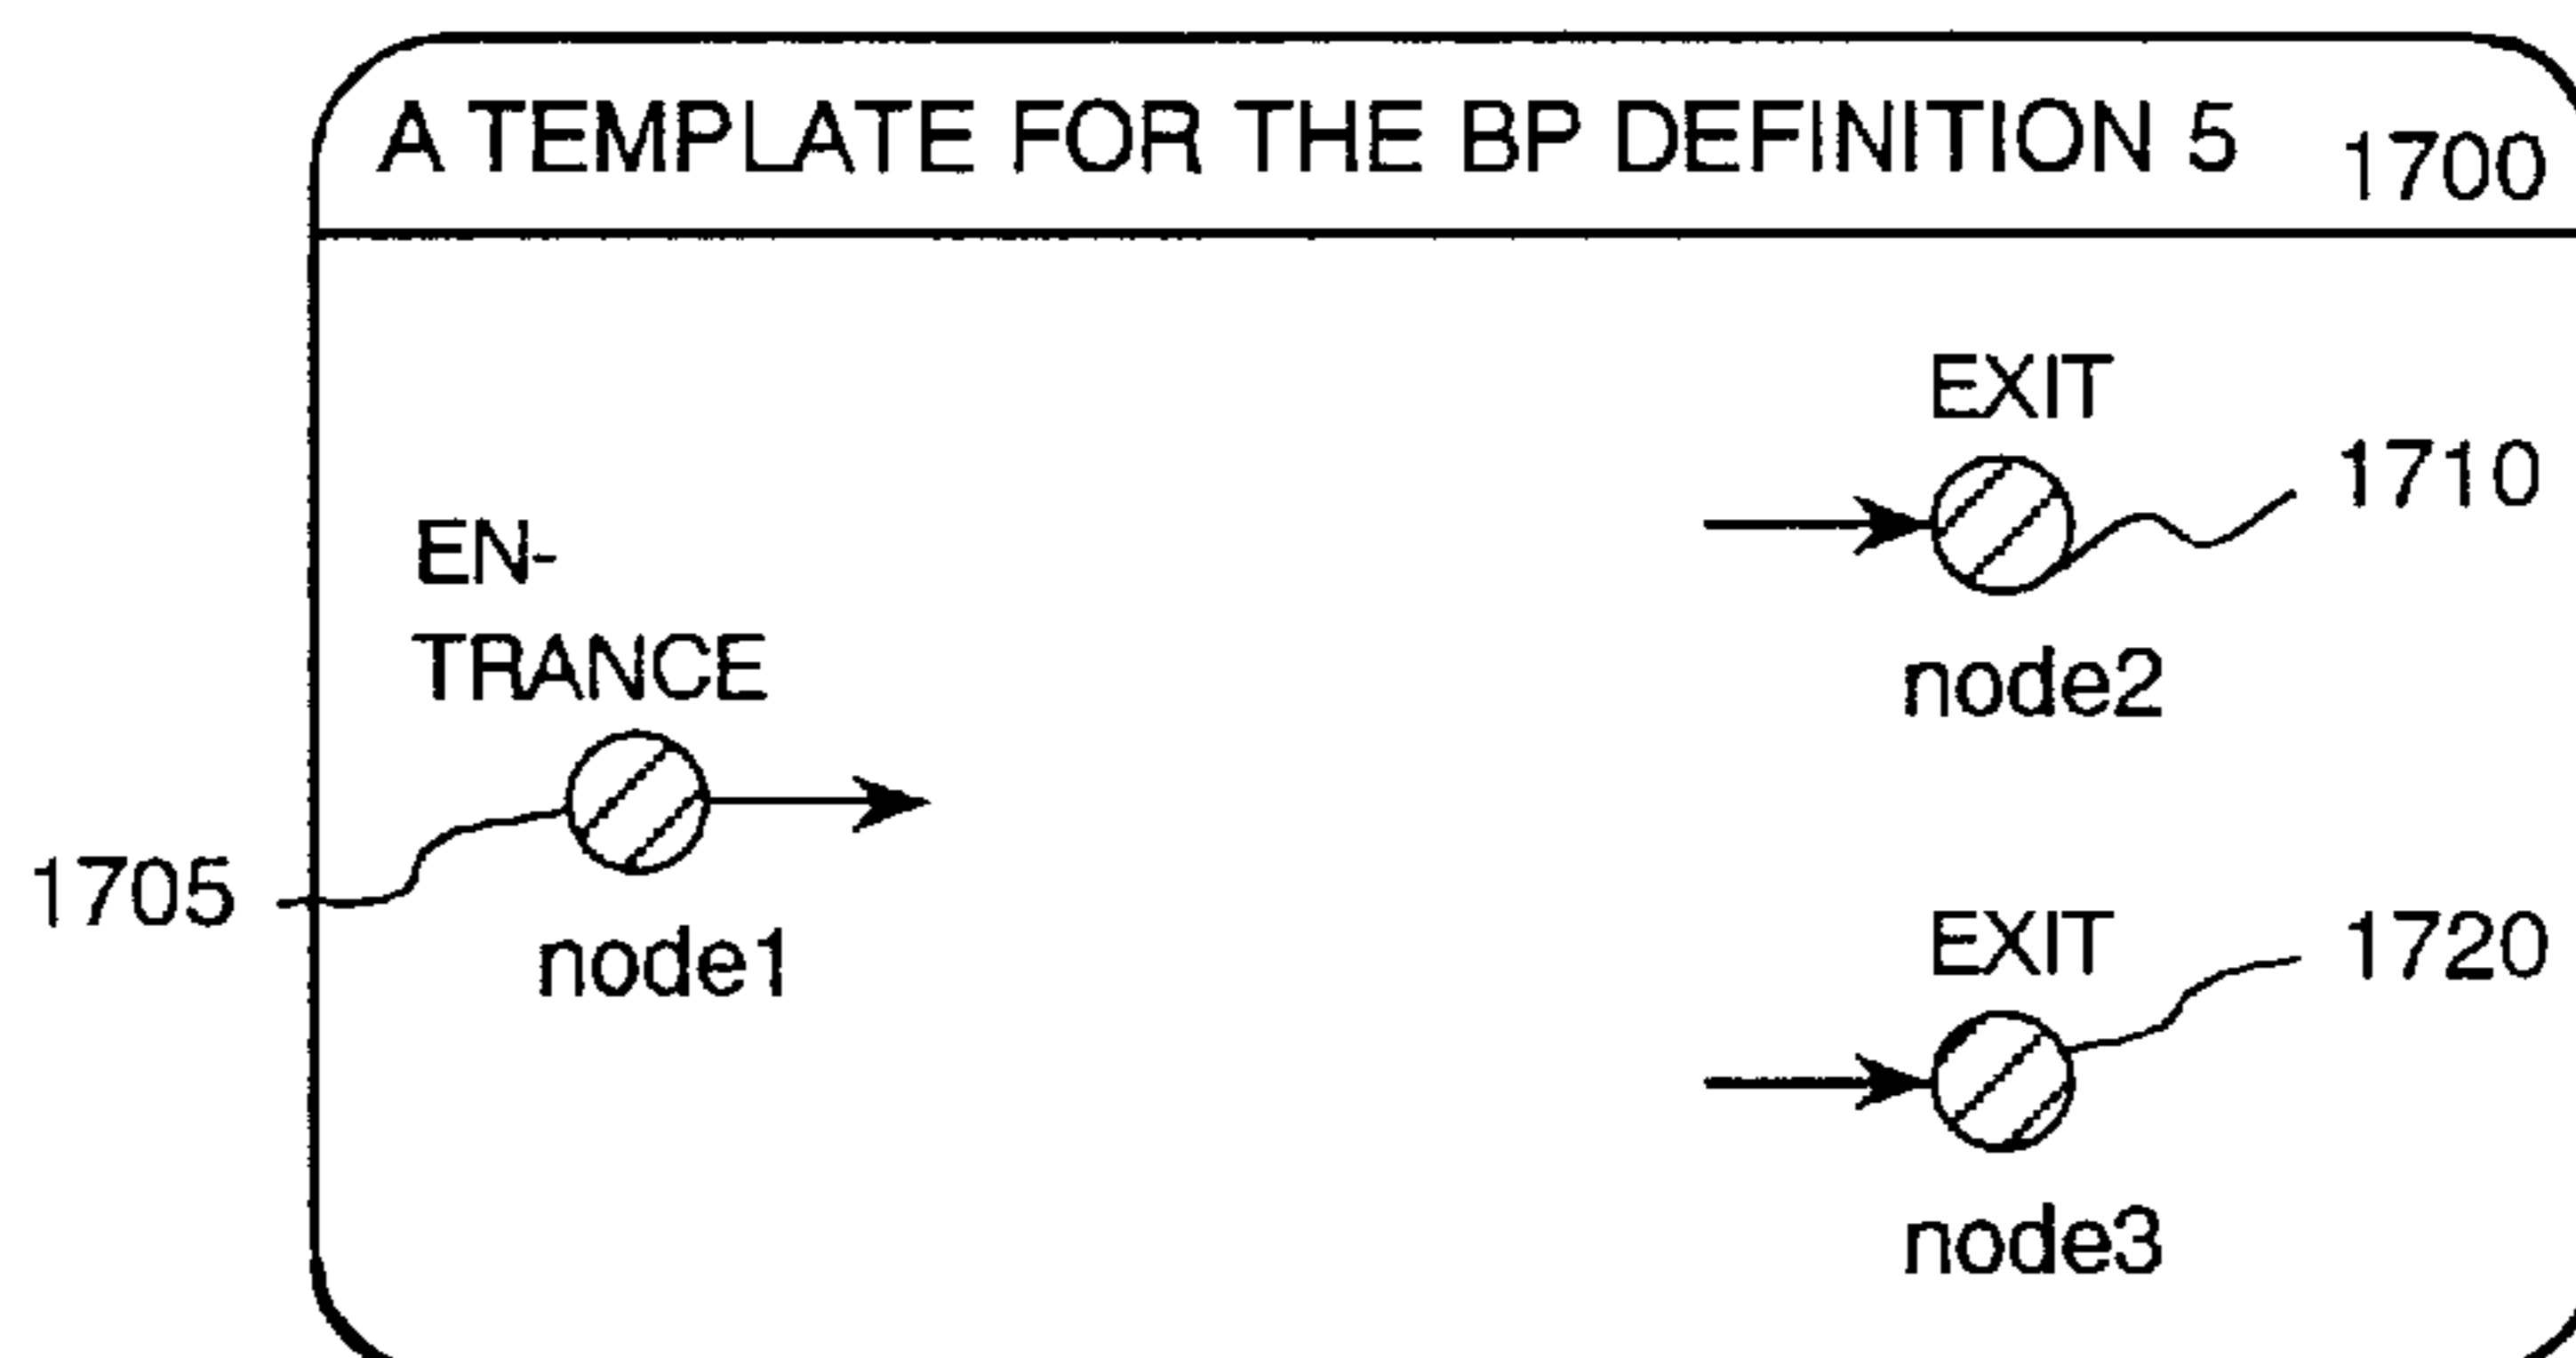 A TEMPLATE FOR THE BP DEFINITION 5
1700
EXIT
1710
EN-
TRANCE
node2
1705
node1
EXIT
1720
node3